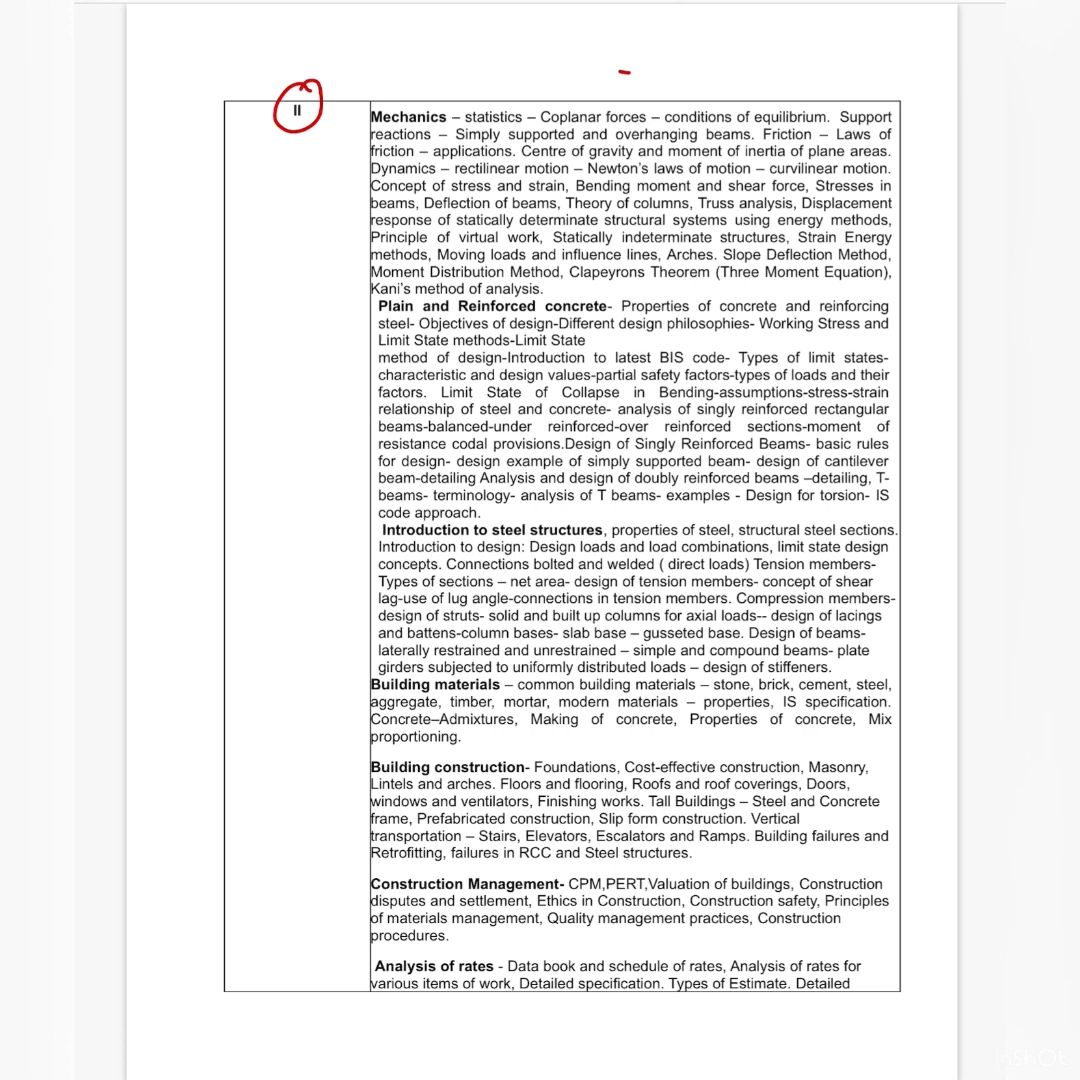 II
Mechanics – statistics – Coplanar forces – conditions of equilibrium. Support
reactions – Simply supported and overhanging beams. Friction – Laws of
friction – applications. Centre of gravity and moment of inertia of plane areas.
Dynamics – rectilinear motion – Newton's laws of motion – curvilinear motion.
Concept of stress and strain, Bending moment and shear force, Stresses in
beams, Deflection of beams, Theory of columns, Truss analysis, Displacement
response of statically determinate structural systems using energy methods,
Principle of virtual work, Statically indeterminate structures, Strain Energy
methods, Moving loads and influence lines, Arches. Slope Deflection Method,
Moment Distribution Method, Clapeyrons Theorem (Three Moment Equation),
Kani's method of analysis.
Plain and Reinforced concrete- Properties of concrete and reinforcing
steel- Objectives of design-Different design philosophies- Working Stress and
Limit State methods-Limit State
method of design-Introduction to latest BIS code- Types of limit states-
characteristic and design values-partial safety factors-types of loads and their
factors. Limit State of Collapse in Bending-assumptions-stress-strain
relationship of steel and concrete- analysis of singly reinforced rectangular
beams-balanced-under reinforced-over reinforced sections-moment of
resistance codal provisions.Design of Singly Reinforced Beams- basic rules
for design- design example of simply supported beam- design of cantilever
beam-detailing Analysis and design of doubly reinforced beams –detailing, T-
beams- terminology- analysis of T beams- examples - Design for torsion- IS
code approach.
Introduction to steel structures, properties of steel, structural steel sections.
Introduction to design: Design loads and load combinations, limit state design
concepts. Connections bolted and welded ( direct loads) Tension members-
Types of sections – net area- design of tension members- concept of shear
lag-use of lug angle-connections in tension members. Compression members-
design of struts- solid and built up columns for axial loads-- design of lacings
and battens-column bases- slab base – gusseted base. Design of beams-
laterally restrained and unrestrained – simple and compound beams- plate
girders subjected to uniformly distributed loads – design of stiffeners.
Building materials – common building materials – stone, brick, cement, steel,
aggregate, timber, mortar, modern materials – properties, IS specification.
Concrete–Admixtures, Making of concrete, Properties of concrete, Mix
proportioning.
Building construction- Foundations, Cost-effective construction, Masonry,
Lintels and arches. Floors and flooring, Roofs and roof coverings, Doors,
windows and ventilators, Finishing works. Tall Buildings – Steel and Concrete
frame, Prefabricated construction, Slip form construction. Vertical
transportation – Stairs, Elevators, Escalators and Ramps. Building failures and
Retrofitting, failures in RCC and Steel structures.
Construction Management- CPM,PERT,Valuation of buildings, Construction
disputes and settlement, Ethics in Construction, Construction safety, Principles
of materials management, Quality management practices, Construction
procedures.
Analysis of rates - Data book and schedule of rates, Analysis of rates for
various items of work, Detailed specification. Types of Estimate. Detailed